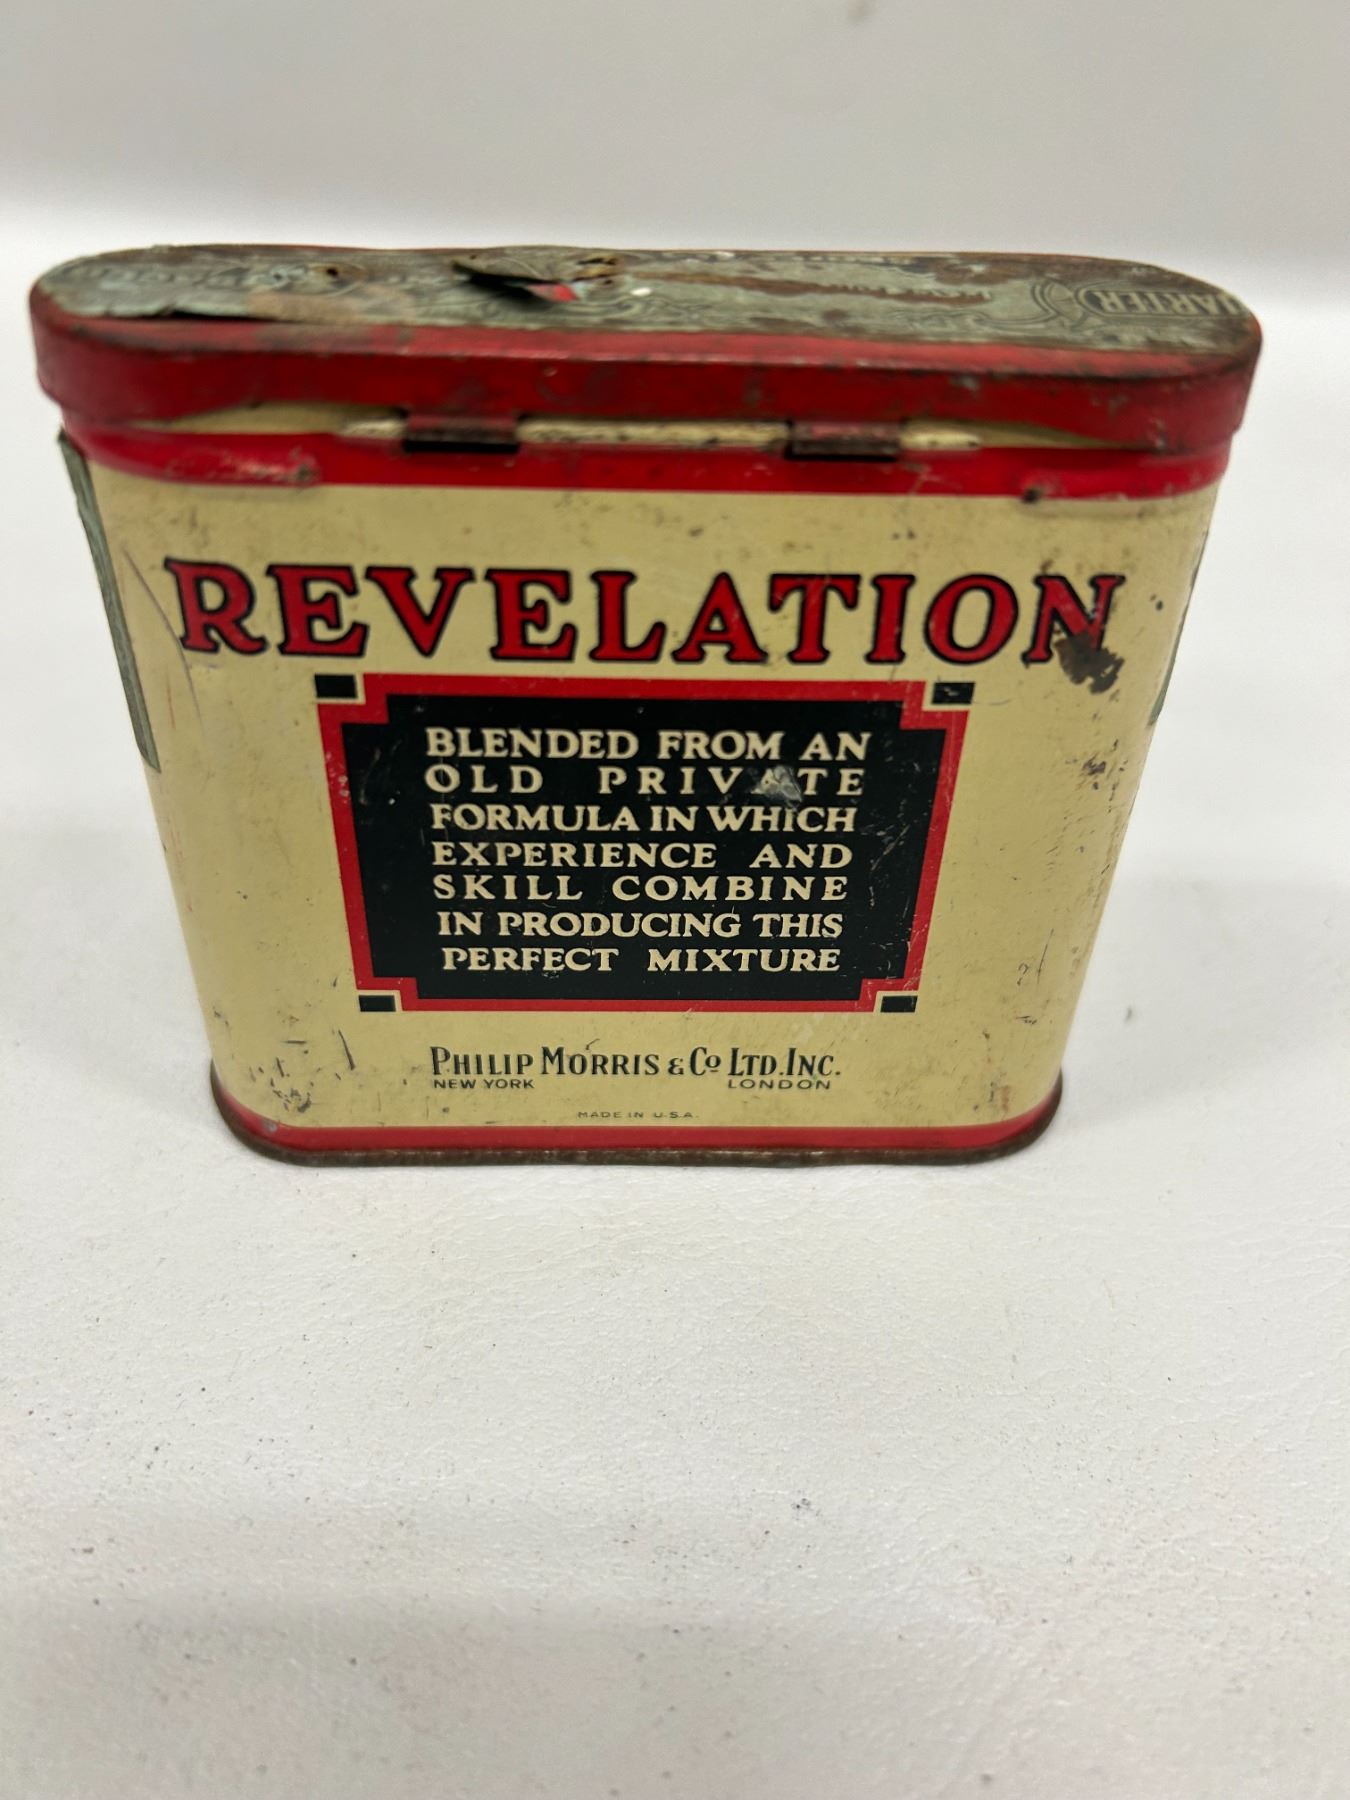 REVELATION
BLENDED FROM AN
OLD PRIVATE
FORMULA IN WHICH
EXPERIENCE AND
SKILL COMBINE
IN PRODUCING THIS
PERFECT MIXTURE
PHILIP MORRIS & Co LTD. INC.
NEW YORK LONDON
MADE IN U.S.A.